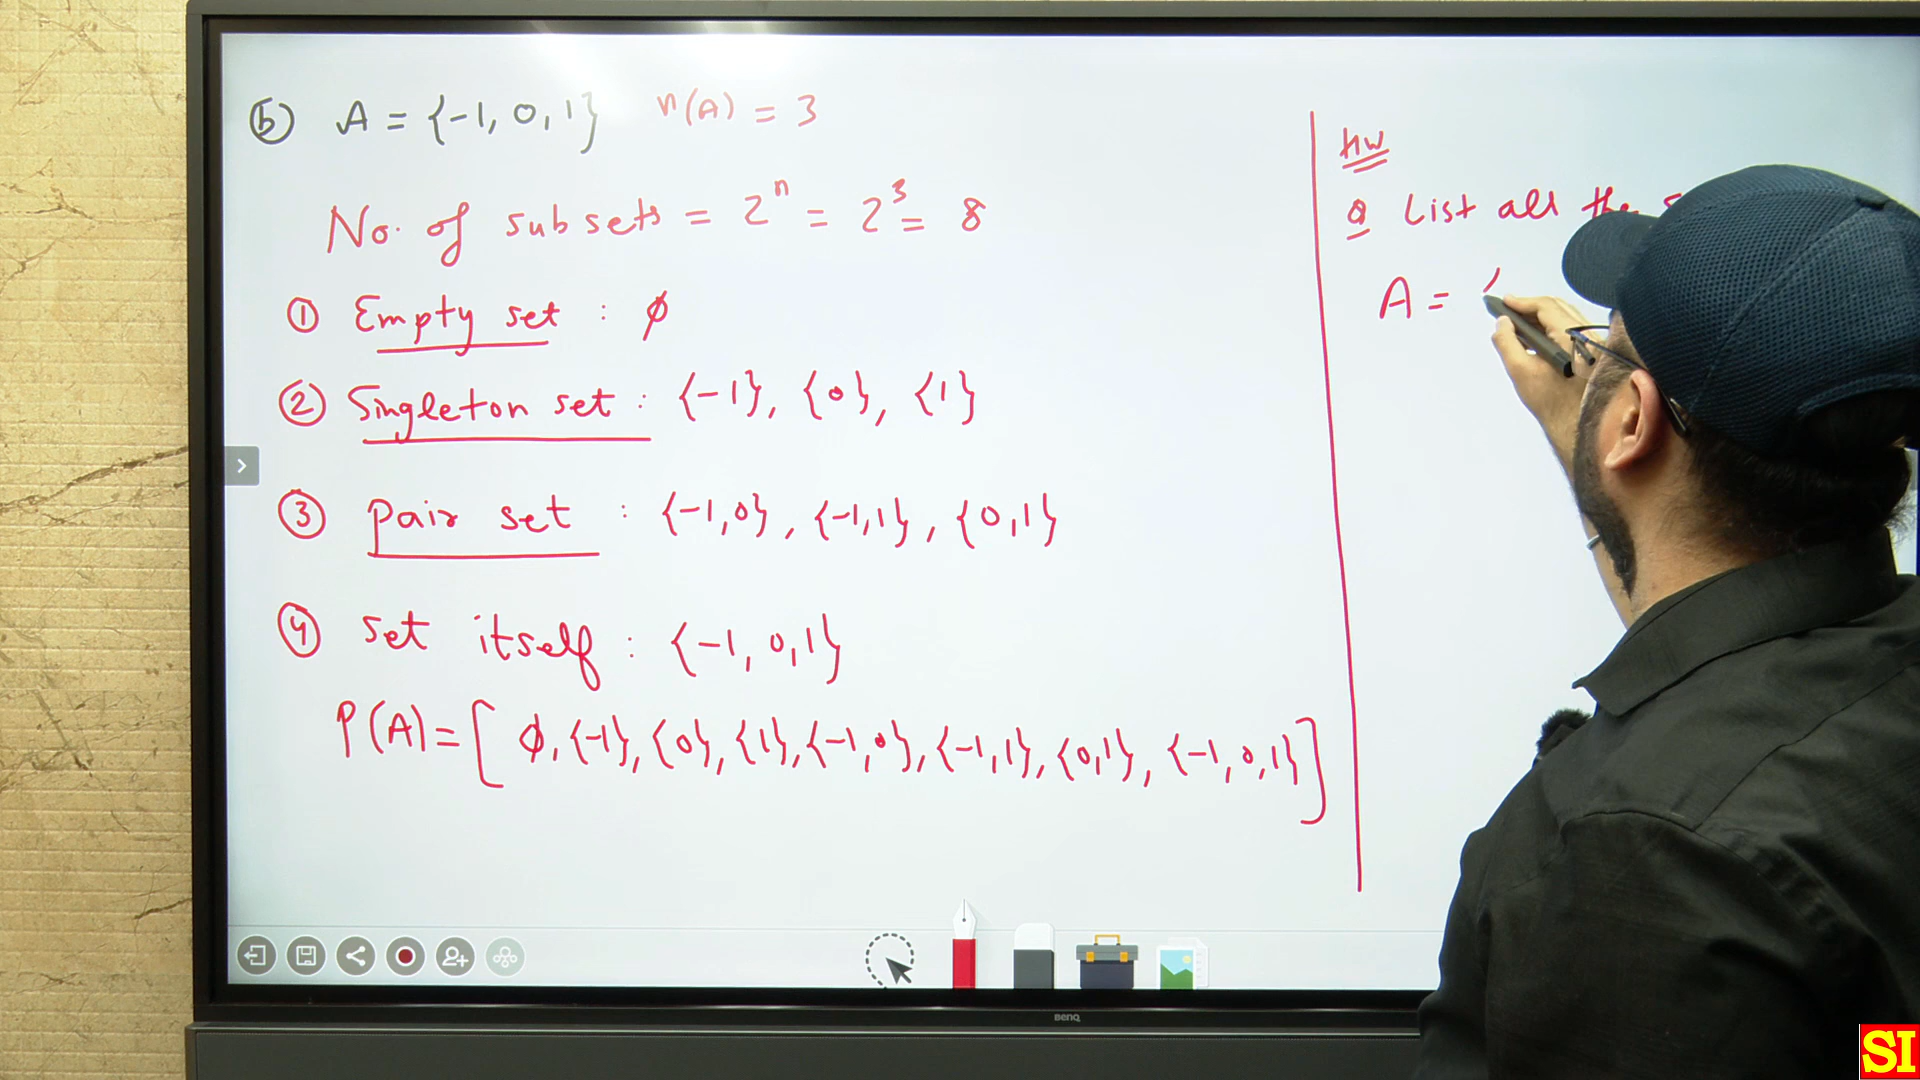 b A = {-1, 0, 1} n(A) = 3
No. of subsets = 2ⁿ = 2³ = 8
① Empty set : ϕ
② Singleton set : {-1}, {0}, {1}
③ pair set : {-1,0}, {-1,1}, {0,1}
④ set itself : {-1, 0, 1}
P(A) = [ϕ, {-1}, {0}, {1}, {-1,0}, {-1,1}, {0,1}, {-1,0,1}]
HW
Q List all the
A =
BENQ
SI